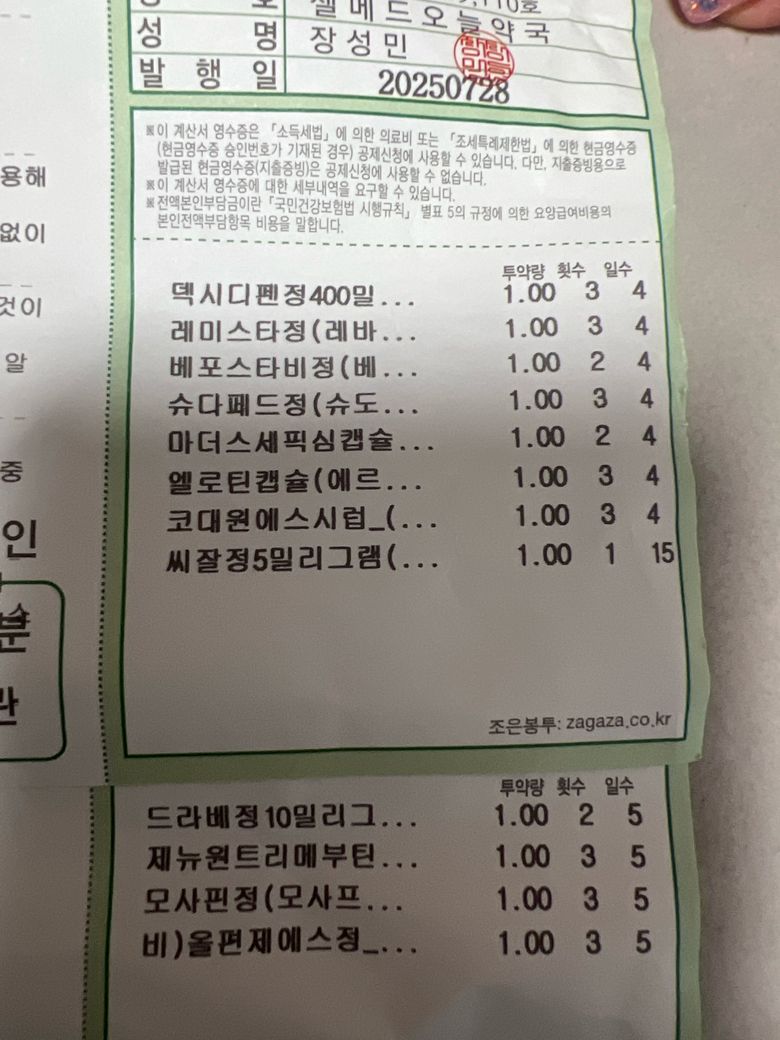 젤메드오늘약국
성 명 장성민
발 행 일 20250728
※이 계산서 영수증은 「소득세법」에 의한 의료비 또는 「조세특례제한법」에 의한 현금영수증
(현금영수증 승인번호가 기재된 경우) 공제신청에 사용할 수 있습니다. 다만, 지출증빙용으로
발급된 현금영수증(지출증빙)은 공제신청에 사용할 수 없습니다.
※이 계산서 영수증에 대한 세부내역을 요구할 수 있습니다.
※전액본인부담금이란 「국민건강보험법 시행규칙」 별표 5의 규정에 의한 요양급여비용의
본인전액부담항목 비용을 말합니다.
투약량 횟수 일수
덱시디펜정400밀... 1.00 3 4
레미스타정(레바... 1.00 3 4
베포스타비정(베... 1.00 2 4
슈다페드정(슈도... 1.00 3 4
마더스세픽심캡슐... 1.00 2 4
엘로틴캡슐(에르... 1.00 3 4
코대원에스시럽_(... 1.00 3 4
씨잘정5밀리그램(... 1.00 1 15
조은봉투: zagaza.co.kr
투약량 횟수 일수
드라베정10밀리그... 1.00 2 5
제뉴원트리메부틴... 1.00 3 5
모사핀정(모사프... 1.00 3 5
비)올편제에스정_... 1.00 3 5
용해
없이
것이
알
중
인
분